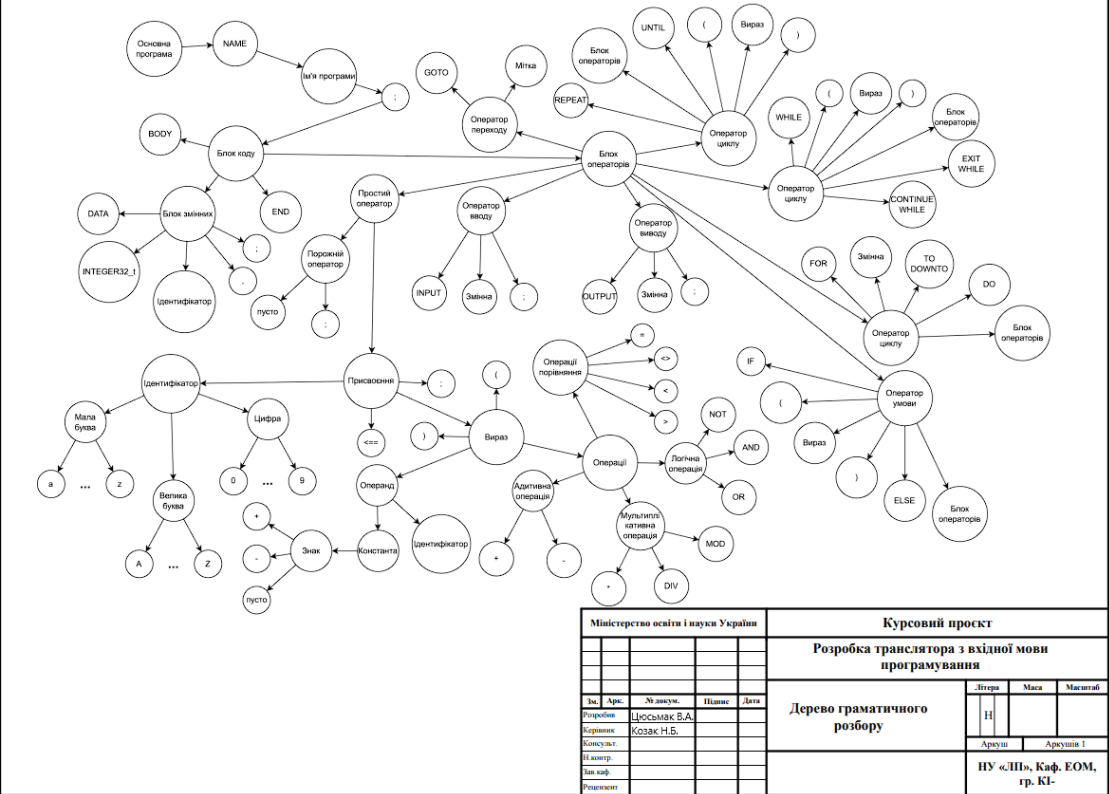 Основна
програма
NAME
Ім'я програми
;
BODY
Блок коду
DATA
Блок змінних
END
INTEGER32_t
Ідентифікатор
,
;
GOTO
Мітка
Оператор
переходу
Блок
операторів
REPEAT
Блок
операторів
UNTIL
(
Вираз
)
Оператор
циклу
WHILE
(
Вираз
)
Блок
операторів
EXIT
WHILE
CONTINUE
WHILE
Оператор
циклу
Простий
оператор
Порожній
оператор
пусто
;
Оператор
вводу
INPUT
Змінна
;
Оператор
виводу
OUTPUT
Змінна
;
FOR
Змінна
TO
DOWNTO
DO
Блок
операторів
Оператор
циклу
Ідентифікатор
Присвоєння
;
<==
Мала
буква
a
...
z
Велика
буква
A
...
Z
Цифра
0
...
9
(
)
Вираз
Операнд
Константа
Ідентифікатор
Знак
+
-
пусто
Операції
порівняння
=
<>
<
>
Операції
Логічна
операція
NOT
AND
OR
Адитивна
операція
+
-
Мультиплі
кативна
операція
*
DIV
MOD
Оператор
умови
IF
(
Вираз
)
ELSE
Блок
операторів
Міністерство освіти і науки України
Курсовий проєкт
Розробка транслятора з вхідної мови
програмування
Зм. Арк. № докум. Підпис Дата
Розробив Цюсьмак В.А.
Керівник Козак Н.Б.
Консульт.
Н.контр.
Зав.каф.
Рецензент
Дерево граматичного
розбору
Літера Маса Масштаб
Н
Аркуш Аркушів 1
НУ «ЛП», Каф. ЕОМ,
гр. КІ-